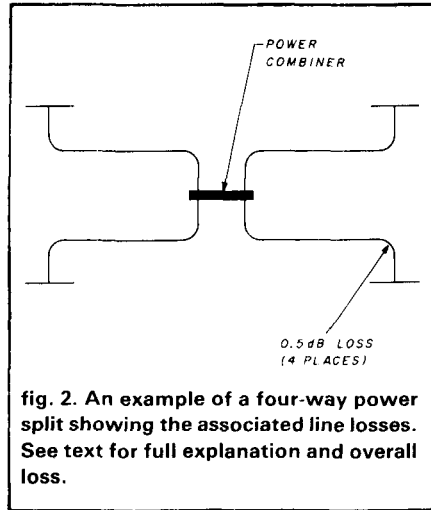 POWER
COMBINER
0.5dB LOSS
(4 PLACES)
fig. 2. An example of a four-way power
split showing the associated line losses.
See text for full explanation and overall
loss.